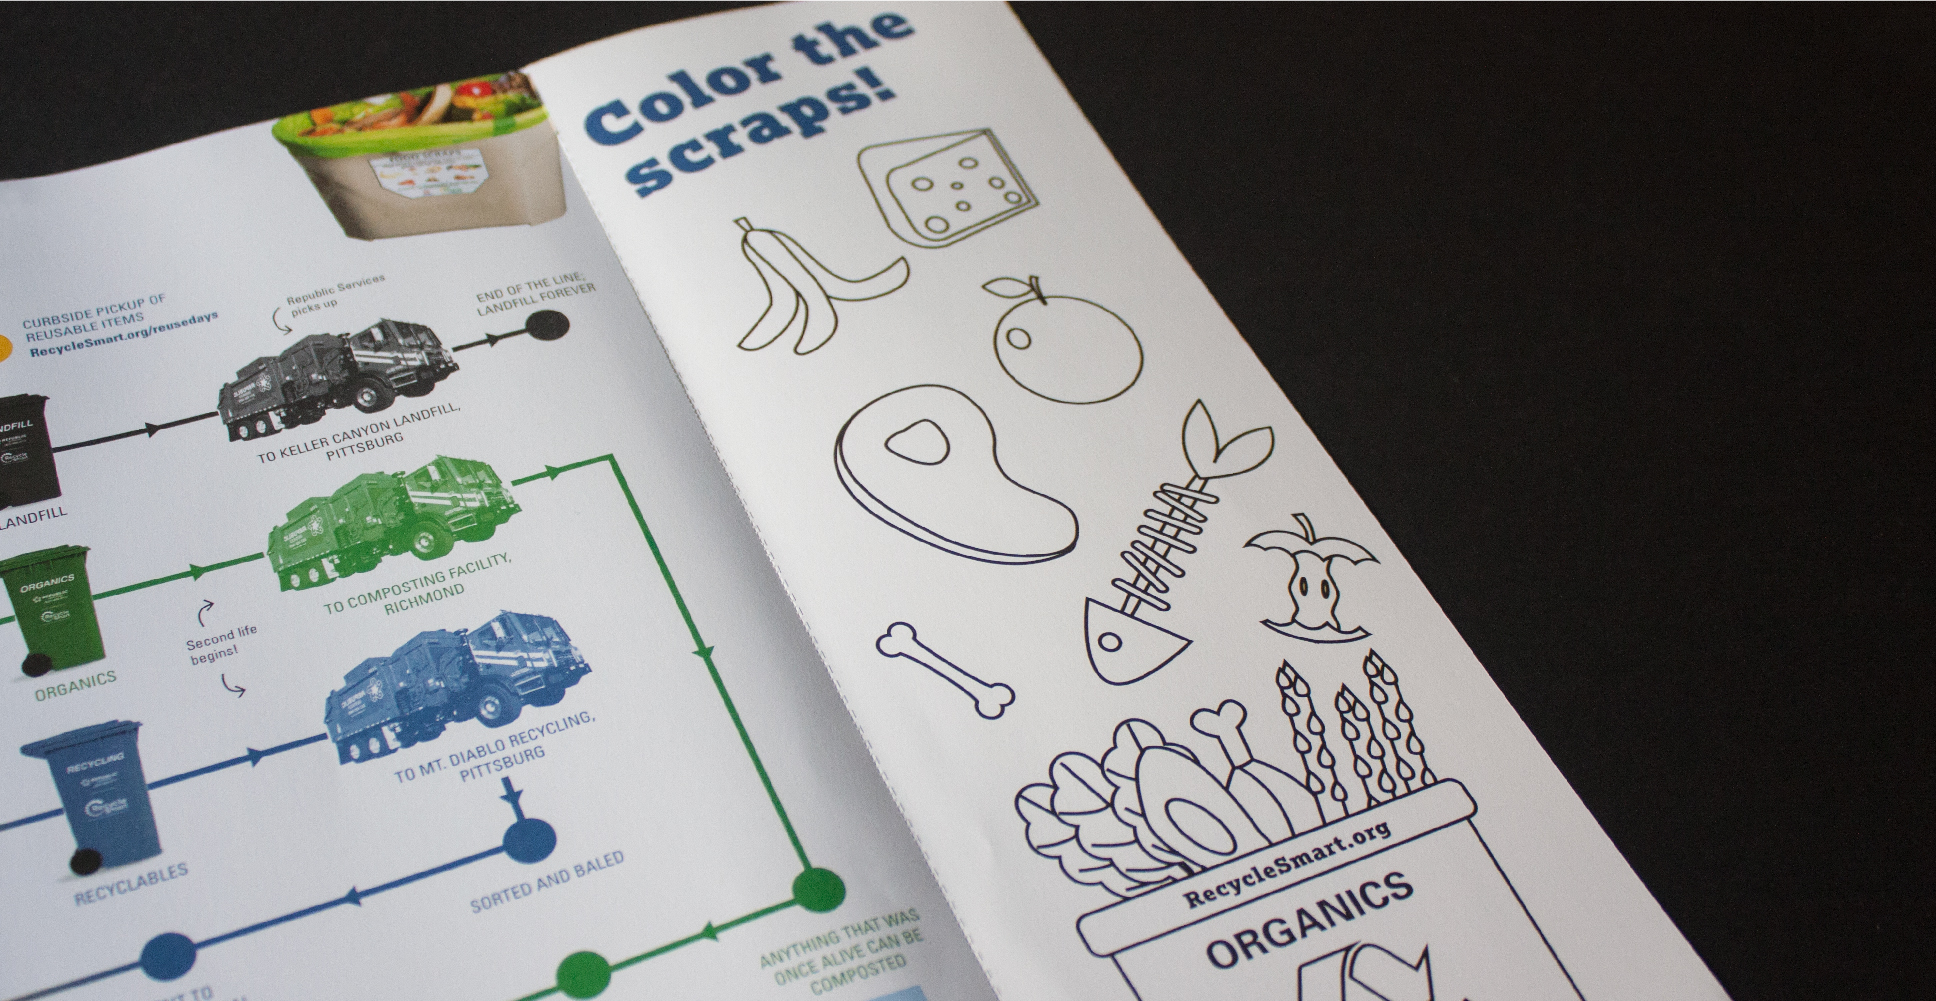 Color the
scraps!
FOOD SCRAPS
CURBSIDE PICKUP OF
REUSABLE ITEMS
RecycleSmart.org/reusedays
Republic Services
picks up
END OF THE LINE;
LANDFILL FOREVER
TO KELLER CANYON LANDFILL,
PITTSBURG
LANDFILL
ORGANICS
TO COMPOSTING FACILITY,
RICHMOND
Second life
begins!
ORGANICS
RECYCLING
TO MT. DIABLO RECYCLING,
PITTSBURG
RECYCLABLES
SORTED AND BALED
ANYTHING THAT WAS
ONCE ALIVE CAN BE
COMPOSTED
TO
RecycleSmart.org
ORGANICS